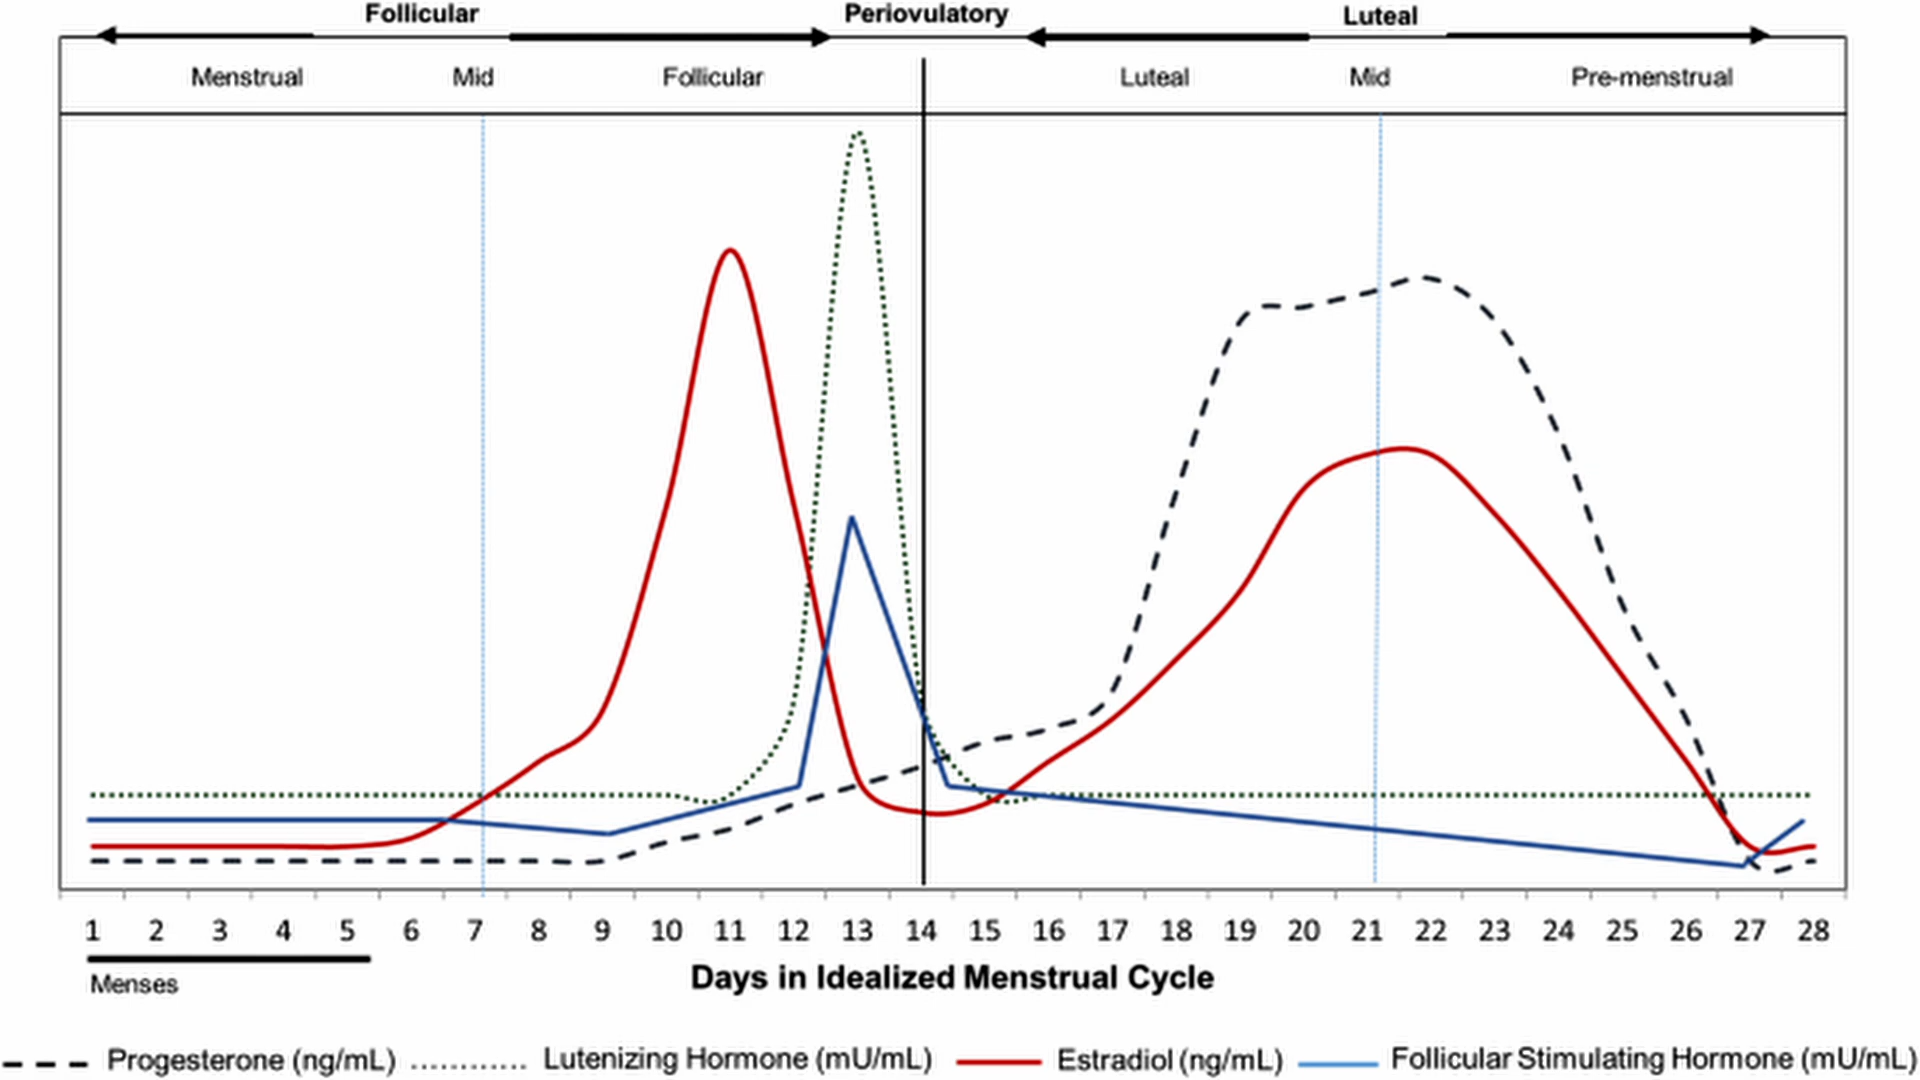 Follicular Periovulatory Luteal
Menstrual Mid Follicular Luteal Mid Pre-menstrual
1 2 3 4 5 6 7 8 9 10 11 12 13 14 15 16 17 18 19 20 21 22 23 24 25 26 27 28
Menses
Days in Idealized Menstrual Cycle
Progesterone (ng/mL) Lutenizing Hormone (mU/mL) Estradiol (ng/mL) Follicular Stimulating Hormone (mU/mL)